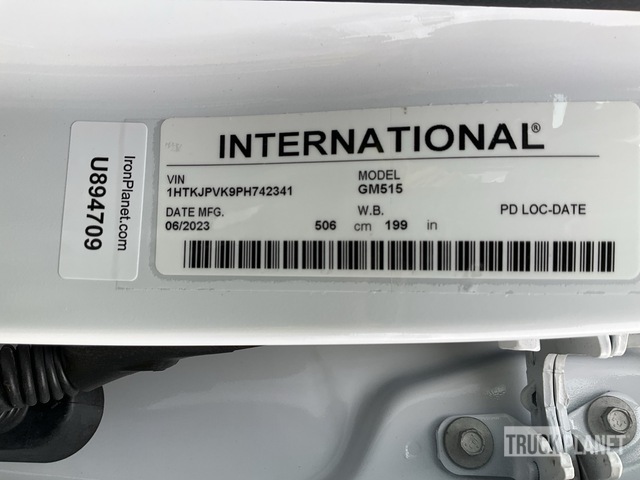 INTERNATIONAL®
VIN MODEL
1HTKJPVK9PH742341 GM515
DATE MFG. W.B. PD LOC-DATE
06/2023 506 cm 199 in
IronPlanet.com
U894709
TRUCKPLANET